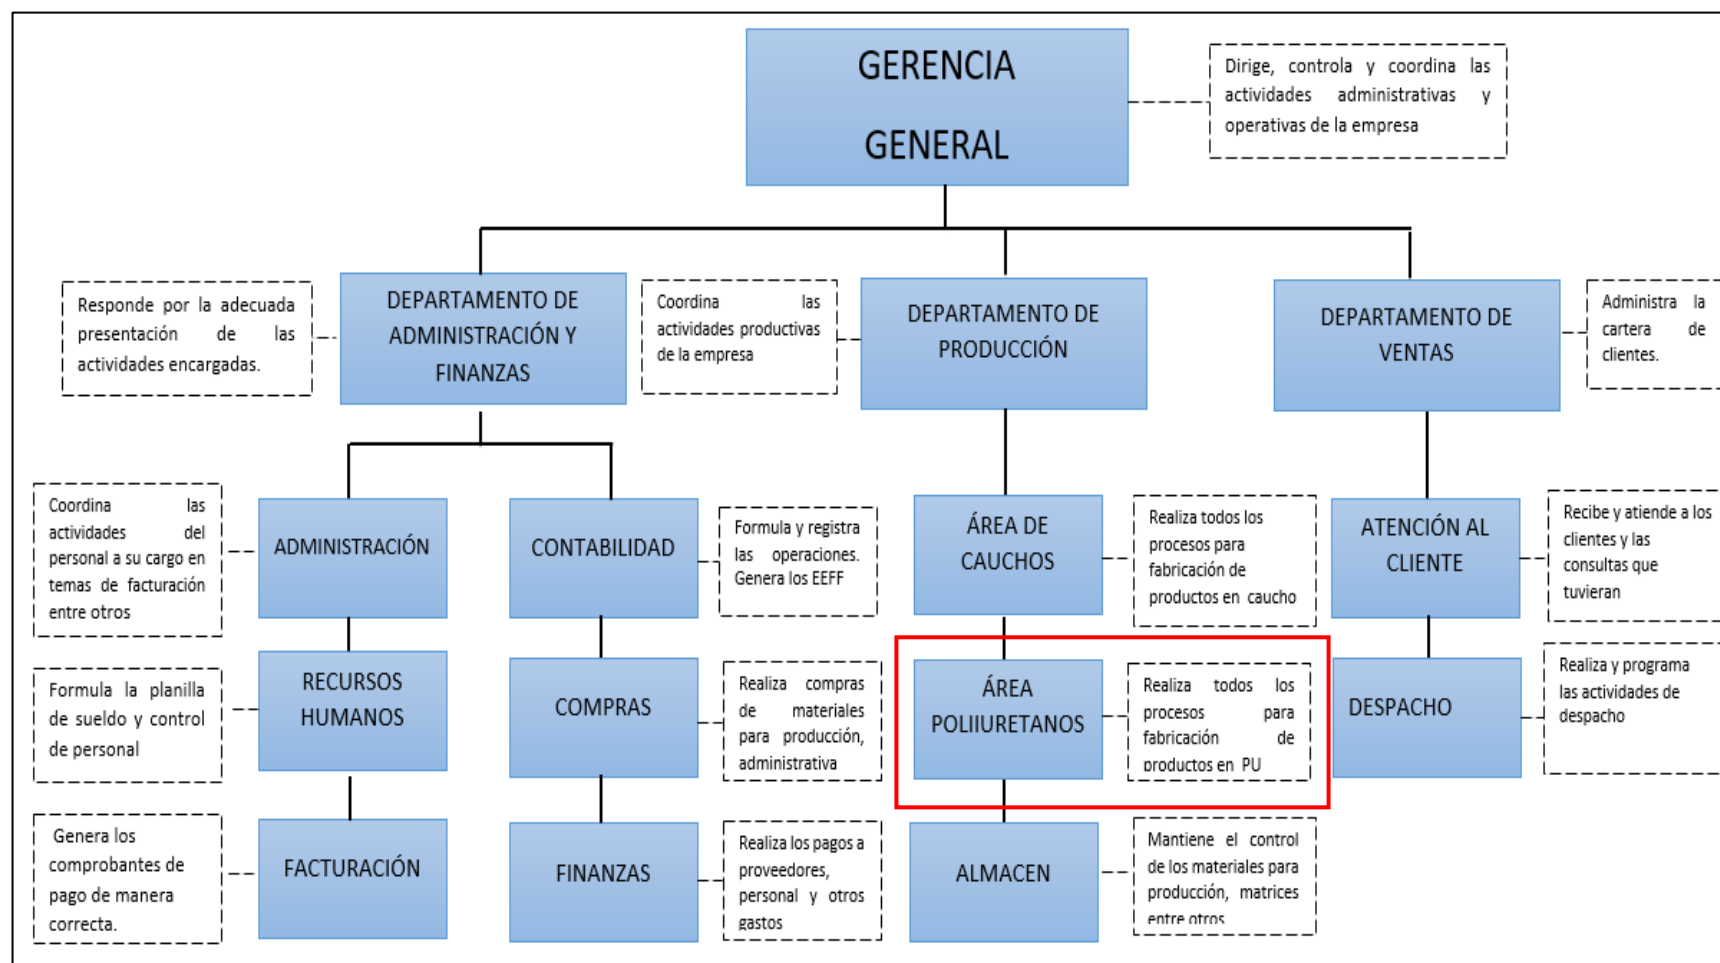 GERENCIA
GENERAL
Dirige, controla y coordina las
actividades administrativas y
operativas de la empresa
Responde por la adecuada
presentación de las
actividades encargadas.
DEPARTAMENTO DE
ADMINISTRACIÓN Y
FINANZAS
Coordina las
actividades productivas
de la empresa
DEPARTAMENTO DE
PRODUCCIÓN
DEPARTAMENTO DE
VENTAS
Administra la
cartera de
clientes.
Coordina las
actividades del
personal a su cargo en
temas de facturación
entre otros
ADMINISTRACIÓN
CONTABILIDAD
Formula y registra
las operaciones.
Genera los EEFF
ÁREA DE
CAUCHOS
Realiza todos los
procesos para
fabricación de
productos en caucho
ATENCIÓN AL
CLIENTE
Recibe y atiende a los
clientes y las
consultas que
tuvieran
Formula la planilla
de sueldo y control
de personal
RECURSOS
HUMANOS
COMPRAS
Realiza compras
de materiales
para producción,
administrativa
ÁREA
POLIIURETANOS
Realiza todos los
procesos para
fabricación de
productos en PU
DESPACHO
Realiza y programa
las actividades de
despacho
Genera los
comprobantes de
pago de manera
correcta.
FACTURACIÓN
FINANZAS
Realiza los pagos a
proveedores,
personal y otros
gastos
ALMACEN
Mantiene el control
de los materiales para
producción, matrices
entre otros